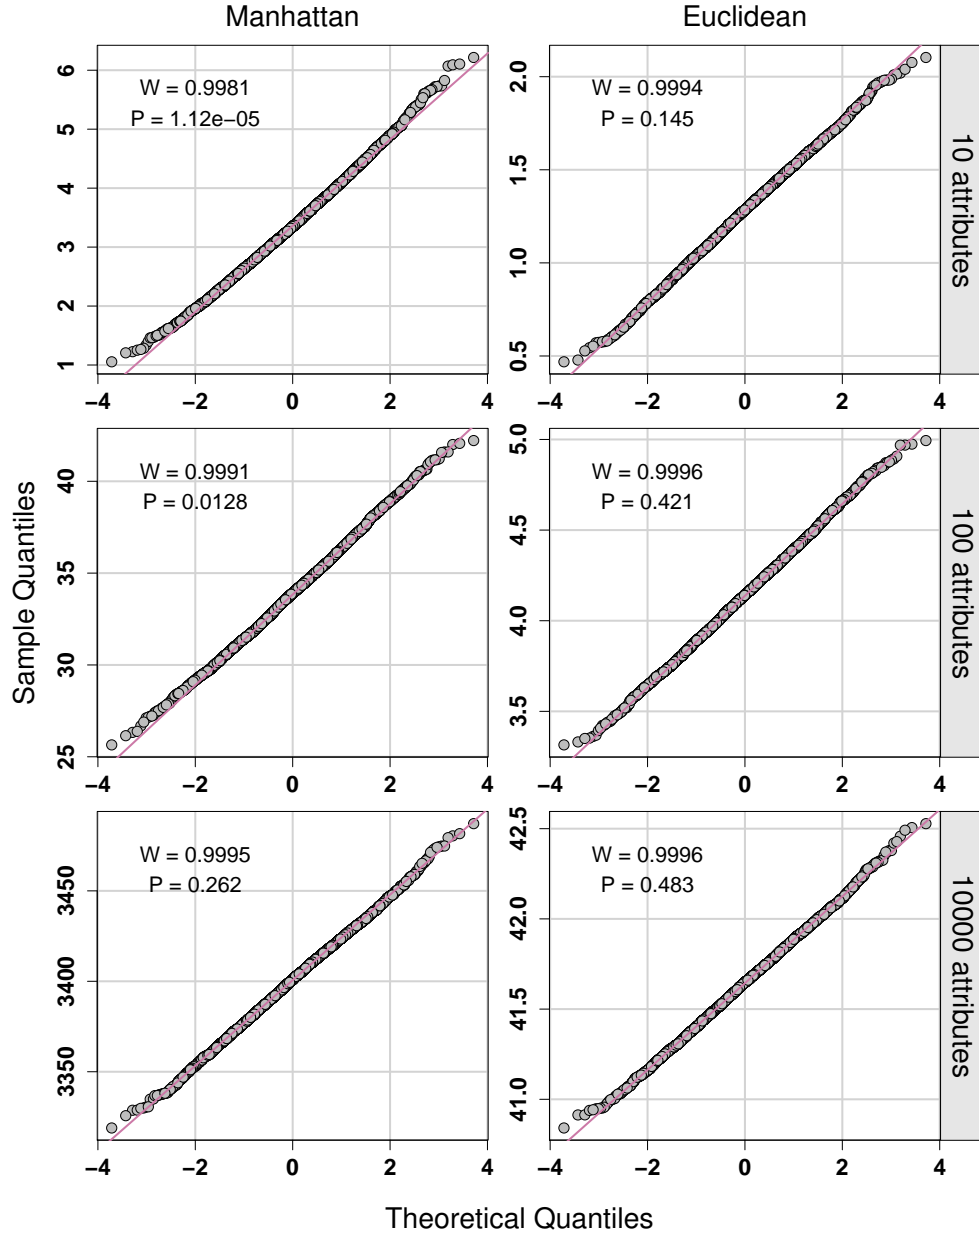 Manhattan
Euclidean
W = 0.9981
P = 1.12e−05
W = 0.9994
P = 0.145
10 attributes
6
5
4
3
2
1
2.0
1.5
1.0
0.5
−4 −2 0 2 4
−4 −2 0 2 4
W = 0.9991
P = 0.0128
W = 0.9996
P = 0.421
100 attributes
40
35
30
25
5.0
4.5
4.0
3.5
−4 −2 0 2 4
−4 −2 0 2 4
Sample Quantiles
W = 0.9995
P = 0.262
W = 0.9996
P = 0.483
10000 attributes
3450
3400
3350
42.5
42.0
41.5
41.0
−4 −2 0 2 4
−4 −2 0 2 4
Theoretical Quantiles